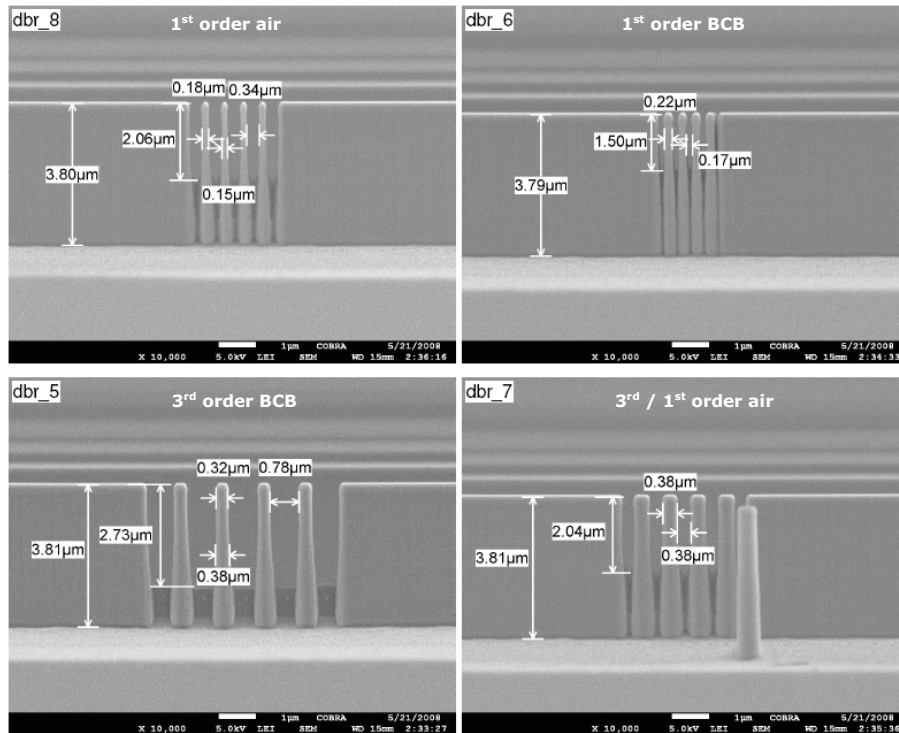 dbr_8
1st order air
0.18µm
0.34µm
2.06µm
3.80µm
0.15µm
1µm COBRA 5/21/2008
X 10,000 5.0kV LEI SEM WD 15mm 2:36:16
dbr_6
1st order BCB
0.22µm
1.50µm
0.17µm
3.79µm
1µm COBRA 5/21/2008
X 10,000 5.0kV LEI SEM WD 15mm 2:34:33
dbr_5
3rd order BCB
0.32µm
0.78µm
2.73µm
3.81µm
0.38µm
1µm COBRA 5/21/2008
X 10,000 5.0kV LEI SEM WD 15mm 2:33:27
dbr_7
3rd / 1st order air
0.38µm
2.04µm
0.38µm
3.81µm
1µm COBRA 5/21/2008
X 10,000 5.0kV LEI SEM WD 15mm 2:35:36